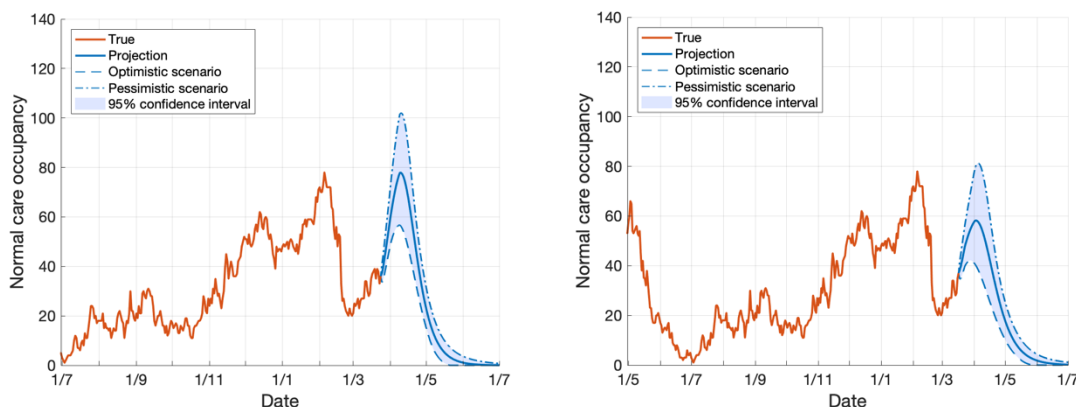 140
120
100
80
60
40
20
0
Normal care occupancy
True
Projection
Optimistic scenario
Pessimistic scenario
95% confidence interval
1/7 1/9 1/11 1/1 1/3 1/5 1/7
Date
140
120
100
80
60
40
20
0
Normal care occupancy
True
Projection
Optimistic scenario
Pessimistic scenario
95% confidence interval
1/5 1/7 1/9 1/11 1/1 1/3 1/5 1/7
Date